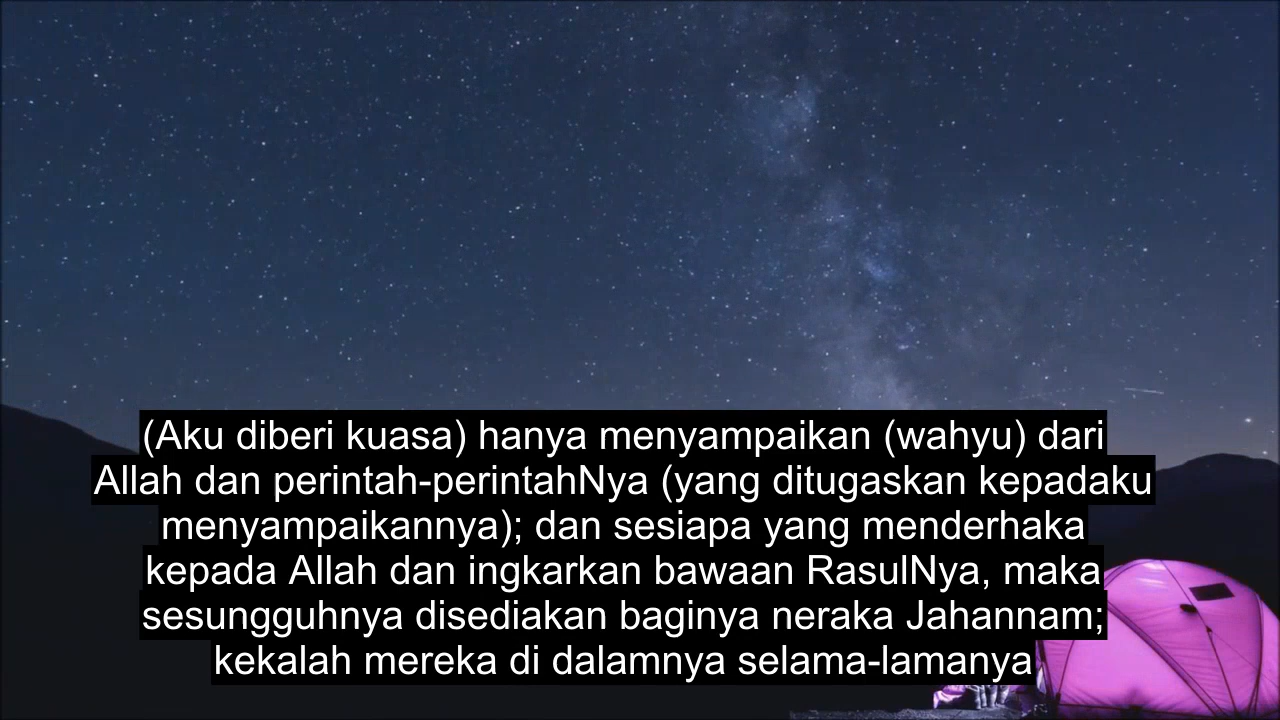 (Aku diberi kuasa) hanya menyampaikan (wahyu) dari
Allah dan perintah-perintahNya (yang ditugaskan kepadaku
menyampaikannya); dan sesiapa yang menderhaka
kepada Allah dan ingkarkan bawaan RasulNya, maka
sesungguhnya disediakan baginya neraka Jahannam;
kekalah mereka di dalamnya selama-lamanya